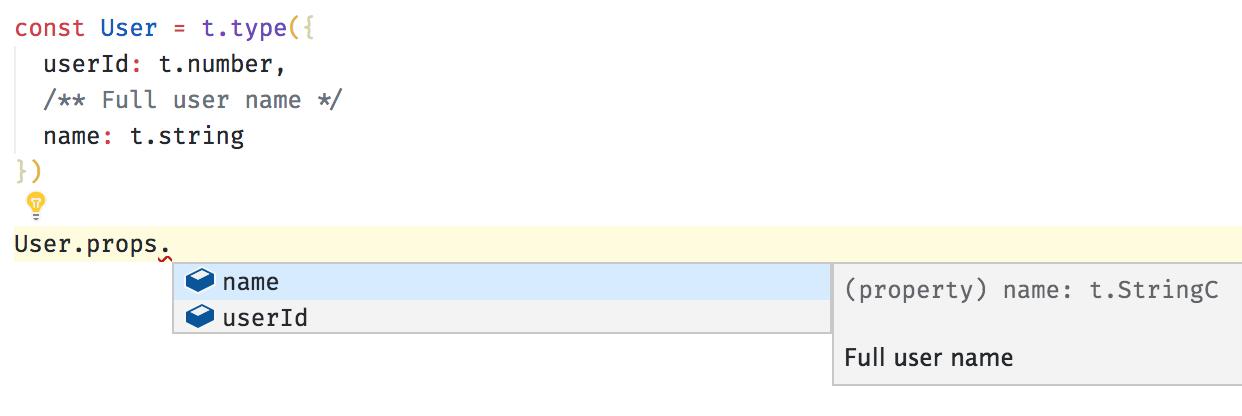 const User = t.type({
  userId: t.number,
  /** Full user name */
  name: t.string
})
User.props.
name
userId
(property) name: t.StringC
Full user name